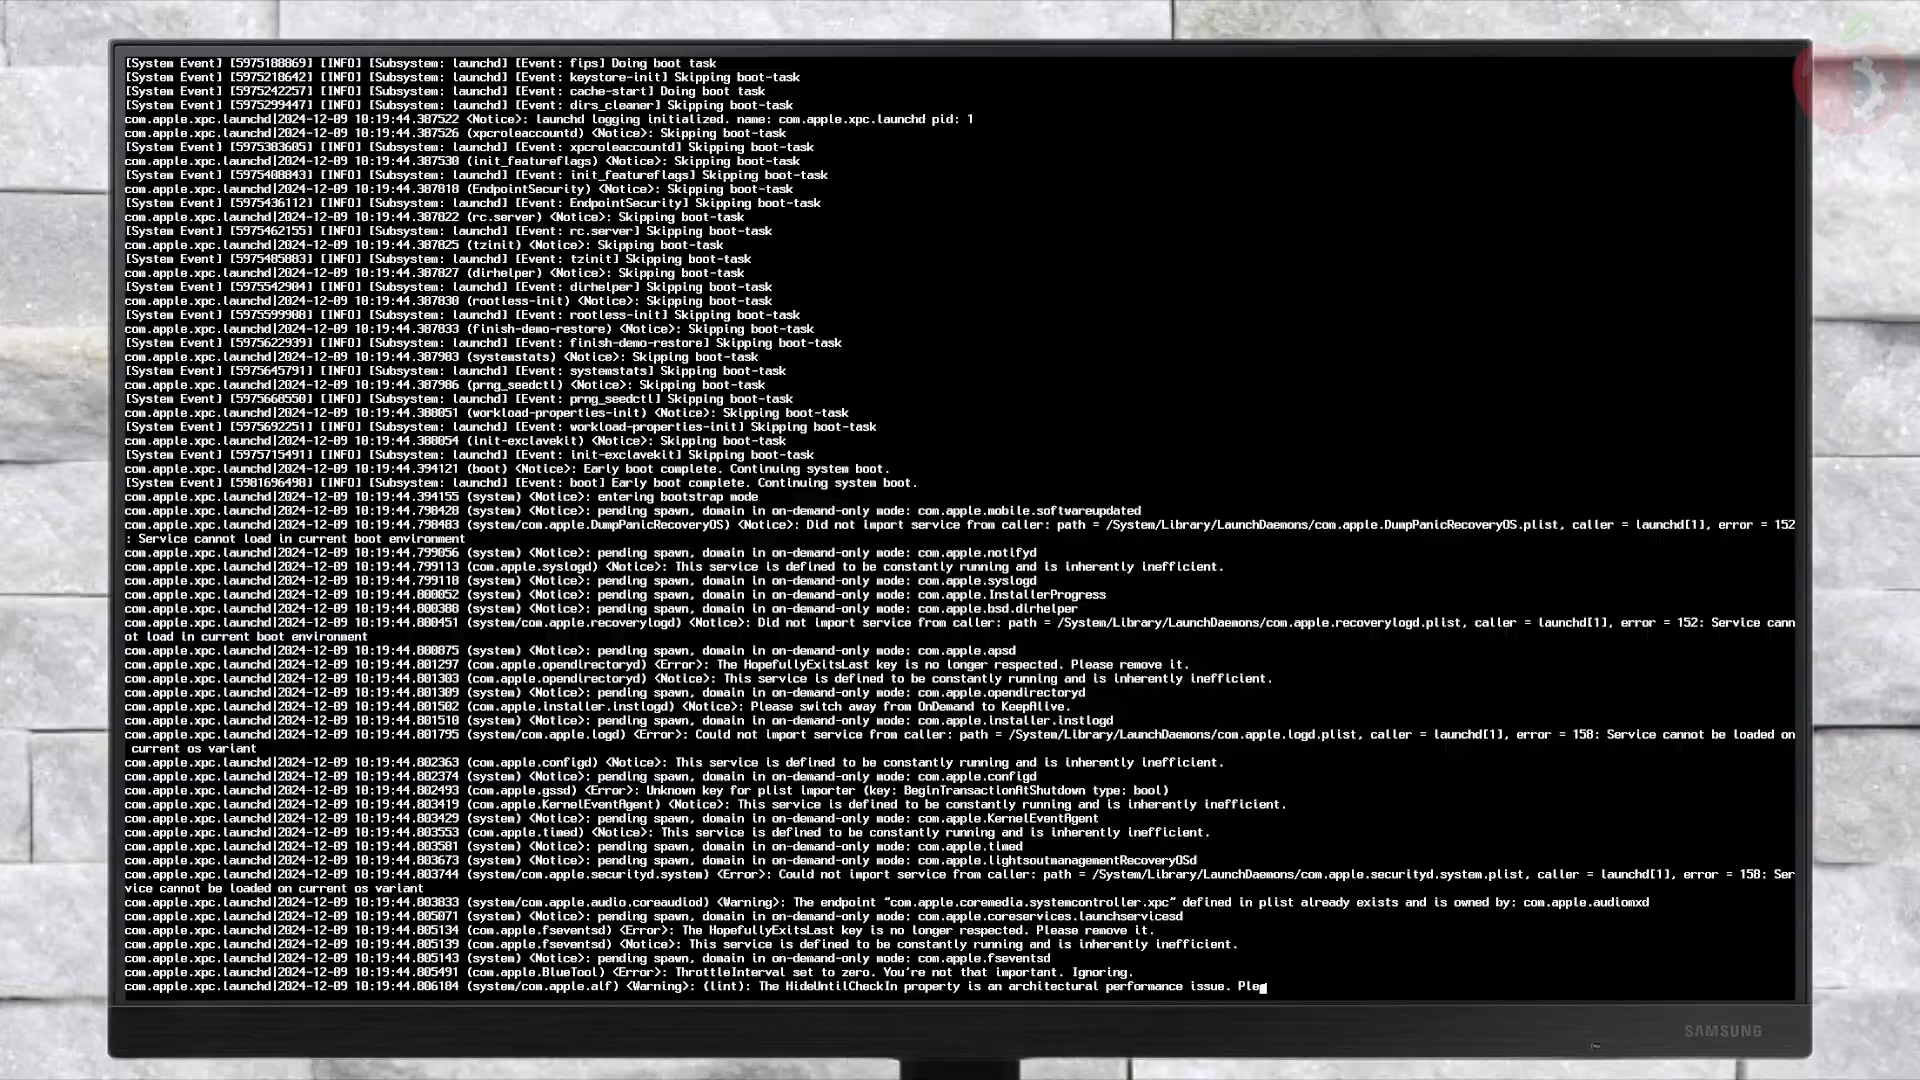 [System Event] [5975188869] [INFO] [Subsystem: launchd] [Event: fips] Doing boot task
[System Event] [5975218642] [INFO] [Subsystem: launchd] [Event: keystore-init] Skipping boot-task
[System Event] [5975242257] [INFO] [Subsystem: launchd] [Event: cache-start] Doing boot task
[System Event] [5975299447] [INFO] [Subsystem: launchd] [Event: dirs_cleaner] Skipping boot-task
com.apple.xpc.launchd|2024-12-09 10:19:44.387522 <Notice>: launchd logging initialized. name: com.apple.xpc.launchd pid: 1
com.apple.xpc.launchd|2024-12-09 10:19:44.387526 (xpcroleaccountd) <Notice>: Skipping boot-task
[System Event] [5975383605] [INFO] [Subsystem: launchd] [Event: xpcroleaccountd] Skipping boot-task
com.apple.xpc.launchd|2024-12-09 10:19:44.387530 (init_featureflags) <Notice>: Skipping boot-task
[System Event] [5975408843] [INFO] [Subsystem: launchd] [Event: init_featureflags] Skipping boot-task
com.apple.xpc.launchd|2024-12-09 10:19:44.387818 (EndpointSecurity) <Notice>: Skipping boot-task
[System Event] [5975436112] [INFO] [Subsystem: launchd] [Event: EndpointSecurity] Skipping boot-task
com.apple.xpc.launchd|2024-12-09 10:19:44.387822 (rc.server) <Notice>: Skipping boot-task
[System Event] [5975462155] [INFO] [Subsystem: launchd] [Event: rc.server] Skipping boot-task
com.apple.xpc.launchd|2024-12-09 10:19:44.387825 (tzinit) <Notice>: Skipping boot-task
[System Event] [5975485883] [INFO] [Subsystem: launchd] [Event: tzinit] Skipping boot-task
com.apple.xpc.launchd|2024-12-09 10:19:44.387827 (dirhelper) <Notice>: Skipping boot-task
[System Event] [5975542904] [INFO] [Subsystem: launchd] [Event: dirhelper] Skipping boot-task
com.apple.xpc.launchd|2024-12-09 10:19:44.387830 (rootless-init) <Notice>: Skipping boot-task
[System Event] [5975599908] [INFO] [Subsystem: launchd] [Event: rootless-init] Skipping boot-task
com.apple.xpc.launchd|2024-12-09 10:19:44.387833 (finish-demo-restore) <Notice>: Skipping boot-task
[System Event] [5975622939] [INFO] [Subsystem: launchd] [Event: finish-demo-restore] Skipping boot-task
com.apple.xpc.launchd|2024-12-09 10:19:44.387983 (systemstats) <Notice>: Skipping boot-task
[System Event] [5975645791] [INFO] [Subsystem: launchd] [Event: systemstats] Skipping boot-task
com.apple.xpc.launchd|2024-12-09 10:19:44.387986 (prng_seedctl) <Notice>: Skipping boot-task
[System Event] [5975668550] [INFO] [Subsystem: launchd] [Event: prng_seedctl] Skipping boot-task
com.apple.xpc.launchd|2024-12-09 10:19:44.388051 (workload-properties-init) <Notice>: Skipping boot-task
[System Event] [5975692251] [INFO] [Subsystem: launchd] [Event: workload-properties-init] Skipping boot-task
com.apple.xpc.launchd|2024-12-09 10:19:44.388054 (init-exclavekit) <Notice>: Skipping boot-task
[System Event] [5975715491] [INFO] [Subsystem: launchd] [Event: init-exclavekit] Skipping boot-task
com.apple.xpc.launchd|2024-12-09 10:19:44.394121 (boot) <Notice>: Early boot complete. Continuing system boot.
[System Event] [5981696498] [INFO] [Subsystem: launchd] [Event: boot] Early boot complete. Continuing system boot.
com.apple.xpc.launchd|2024-12-09 10:19:44.394155 (system) <Notice>: entering bootstrap mode
com.apple.xpc.launchd|2024-12-09 10:19:44.798428 (system) <Notice>: pending spawn, domain in on-demand-only mode: com.apple.mobile.softwareupdated
com.apple.xpc.launchd|2024-12-09 10:19:44.798483 (system/com.apple.DumpPanicRecoveryOS) <Notice>: Did not import service from caller: path = /System/Library/LaunchDaemons/com.apple.DumpPanicRecoveryOS.plist, caller = launchd[1], error = 152
: Service cannot load in current boot environment
com.apple.xpc.launchd|2024-12-09 10:19:44.799056 (system) <Notice>: pending spawn, domain in on-demand-only mode: com.apple.notifyd
com.apple.xpc.launchd|2024-12-09 10:19:44.799113 (com.apple.syslogd) <Notice>: This service is defined to be constantly running and is inherently inefficient.
com.apple.xpc.launchd|2024-12-09 10:19:44.799118 (system) <Notice>: pending spawn, domain in on-demand-only mode: com.apple.syslogd
com.apple.xpc.launchd|2024-12-09 10:19:44.800052 (system) <Notice>: pending spawn, domain in on-demand-only mode: com.apple.InstallerProgress
com.apple.xpc.launchd|2024-12-09 10:19:44.800388 (system) <Notice>: pending spawn, domain in on-demand-only mode: com.apple.bsd.dirhelper
com.apple.xpc.launchd|2024-12-09 10:19:44.800451 (com.apple.recoverylogd) <Notice>: Did not import service from caller: path = /System/Library/LaunchDaemons/com.apple.recoverylogd.plist, caller = launchd[1], error = 152: Service cann
ot load in current boot environment
com.apple.xpc.launchd|2024-12-09 10:19:44.800875 (system) <Notice>: pending spawn, domain in on-demand-only mode: com.apple.apsd
com.apple.xpc.launchd|2024-12-09 10:19:44.801297 (com.apple.opendirectoryd) <Error>: The HopefullyExitsLast key is no longer respected. Please remove it.
com.apple.xpc.launchd|2024-12-09 10:19:44.801303 (com.apple.opendirectoryd) <Notice>: This service is defined to be constantly running and is inherently inefficient.
com.apple.xpc.launchd|2024-12-09 10:19:44.801309 (system) <Notice>: pending spawn, domain in on-demand-only mode: com.apple.opendirectoryd
com.apple.xpc.launchd|2024-12-09 10:19:44.801502 (com.apple.installer.instlogd) <Notice>: Please switch away from OnDemand to KeepAlive.
com.apple.xpc.launchd|2024-12-09 10:19:44.801510 (system) <Notice>: pending spawn, domain in on-demand-only mode: com.apple.installer.instlogd
com.apple.xpc.launchd|2024-12-09 10:19:44.801795 (system/com.apple.logd) <Error>: Could not import service from caller: path = /System/Library/LaunchDaemons/com.apple.logd.plist, caller = launchd[1], error = 158: Service cannot be loaded on
current os variant
com.apple.xpc.launchd|2024-12-09 10:19:44.802363 (com.apple.configd) <Notice>: This service is defined to be constantly running and is inherently inefficient.
com.apple.xpc.launchd|2024-12-09 10:19:44.802374 (system) <Notice>: pending spawn, domain in on-demand-only mode: com.apple.configd
com.apple.xpc.launchd|2024-12-09 10:19:44.802493 (com.apple.gssd) <Error>: Unknown key for plist importer (key: BeginTransactionAtShutdown type: bool)
com.apple.xpc.launchd|2024-12-09 10:19:44.803419 (com.apple.KernelEventAgent) <Notice>: This service is defined to be constantly running and is inherently inefficient.
com.apple.xpc.launchd|2024-12-09 10:19:44.803429 (system) <Notice>: pending spawn, domain in on-demand-only mode: com.apple.KernelEventAgent
com.apple.xpc.launchd|2024-12-09 10:19:44.803553 (com.apple.timed) <Notice>: This service is defined to be constantly running and is inherently inefficient.
com.apple.xpc.launchd|2024-12-09 10:19:44.803581 (system) <Notice>: pending spawn, domain in on-demand-only mode: com.apple.timed
com.apple.xpc.launchd|2024-12-09 10:19:44.803673 (system) <Notice>: pending spawn, domain in on-demand-only mode: com.apple.lightsoutmanagementRecoveryOSd
com.apple.xpc.launchd|2024-12-09 10:19:44.803744 (system/com.apple.securityd.system) <Error>: Could not import service from caller: path = /System/Library/LaunchDaemons/com.apple.securityd.system.plist, caller = launchd[1], error = 158: Ser
vice cannot be loaded on current os variant
com.apple.xpc.launchd|2024-12-09 10:19:44.803833 (system/com.apple.audio.coreaudiod) <Warning>: The endpoint "com.apple.coremedia.systemcontroller.xpc" defined in plist already exists and is owned by: com.apple.audiomxd
com.apple.xpc.launchd|2024-12-09 10:19:44.805071 (system) <Notice>: pending spawn, domain in on-demand-only mode: com.apple.coreservices.launchservicesd
com.apple.xpc.launchd|2024-12-09 10:19:44.805134 (com.apple.fseventsd) <Error>: The HopefullyExitsLast key is no longer respected. Please remove it.
com.apple.xpc.launchd|2024-12-09 10:19:44.805139 (com.apple.fseventsd) <Notice>: This service is defined to be constantly running and is inherently inefficient.
com.apple.xpc.launchd|2024-12-09 10:19:44.805143 (system) <Notice>: pending spawn, domain in on-demand-only mode: com.apple.fseventsd
com.apple.xpc.launchd|2024-12-09 10:19:44.805491 (com.apple.BlueTool) <Error>: ThrottleInterval set to zero. You're not that important. Ignoring.
com.apple.xpc.launchd|2024-12-09 10:19:44.806184 (system/com.apple.alf) <Warning>: (lint): The HideUntilCheckIn property is an architectural performance issue. Plea
SAMSUNG